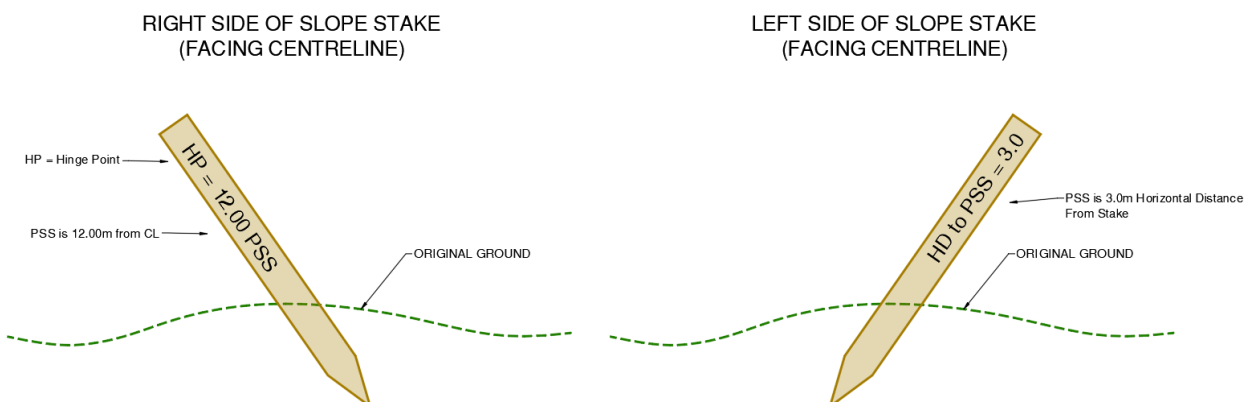 RIGHT SIDE OF SLOPE STAKE
(FACING CENTRELINE)
HP = Hinge Point
HP = 12.00 PSS
PSS is 12.00m from CL
ORIGINAL GROUND
LEFT SIDE OF SLOPE STAKE
(FACING CENTRELINE)
HD to PSS = 3.0
PSS is 3.0m Horizontal Distance
From Stake
ORIGINAL GROUND